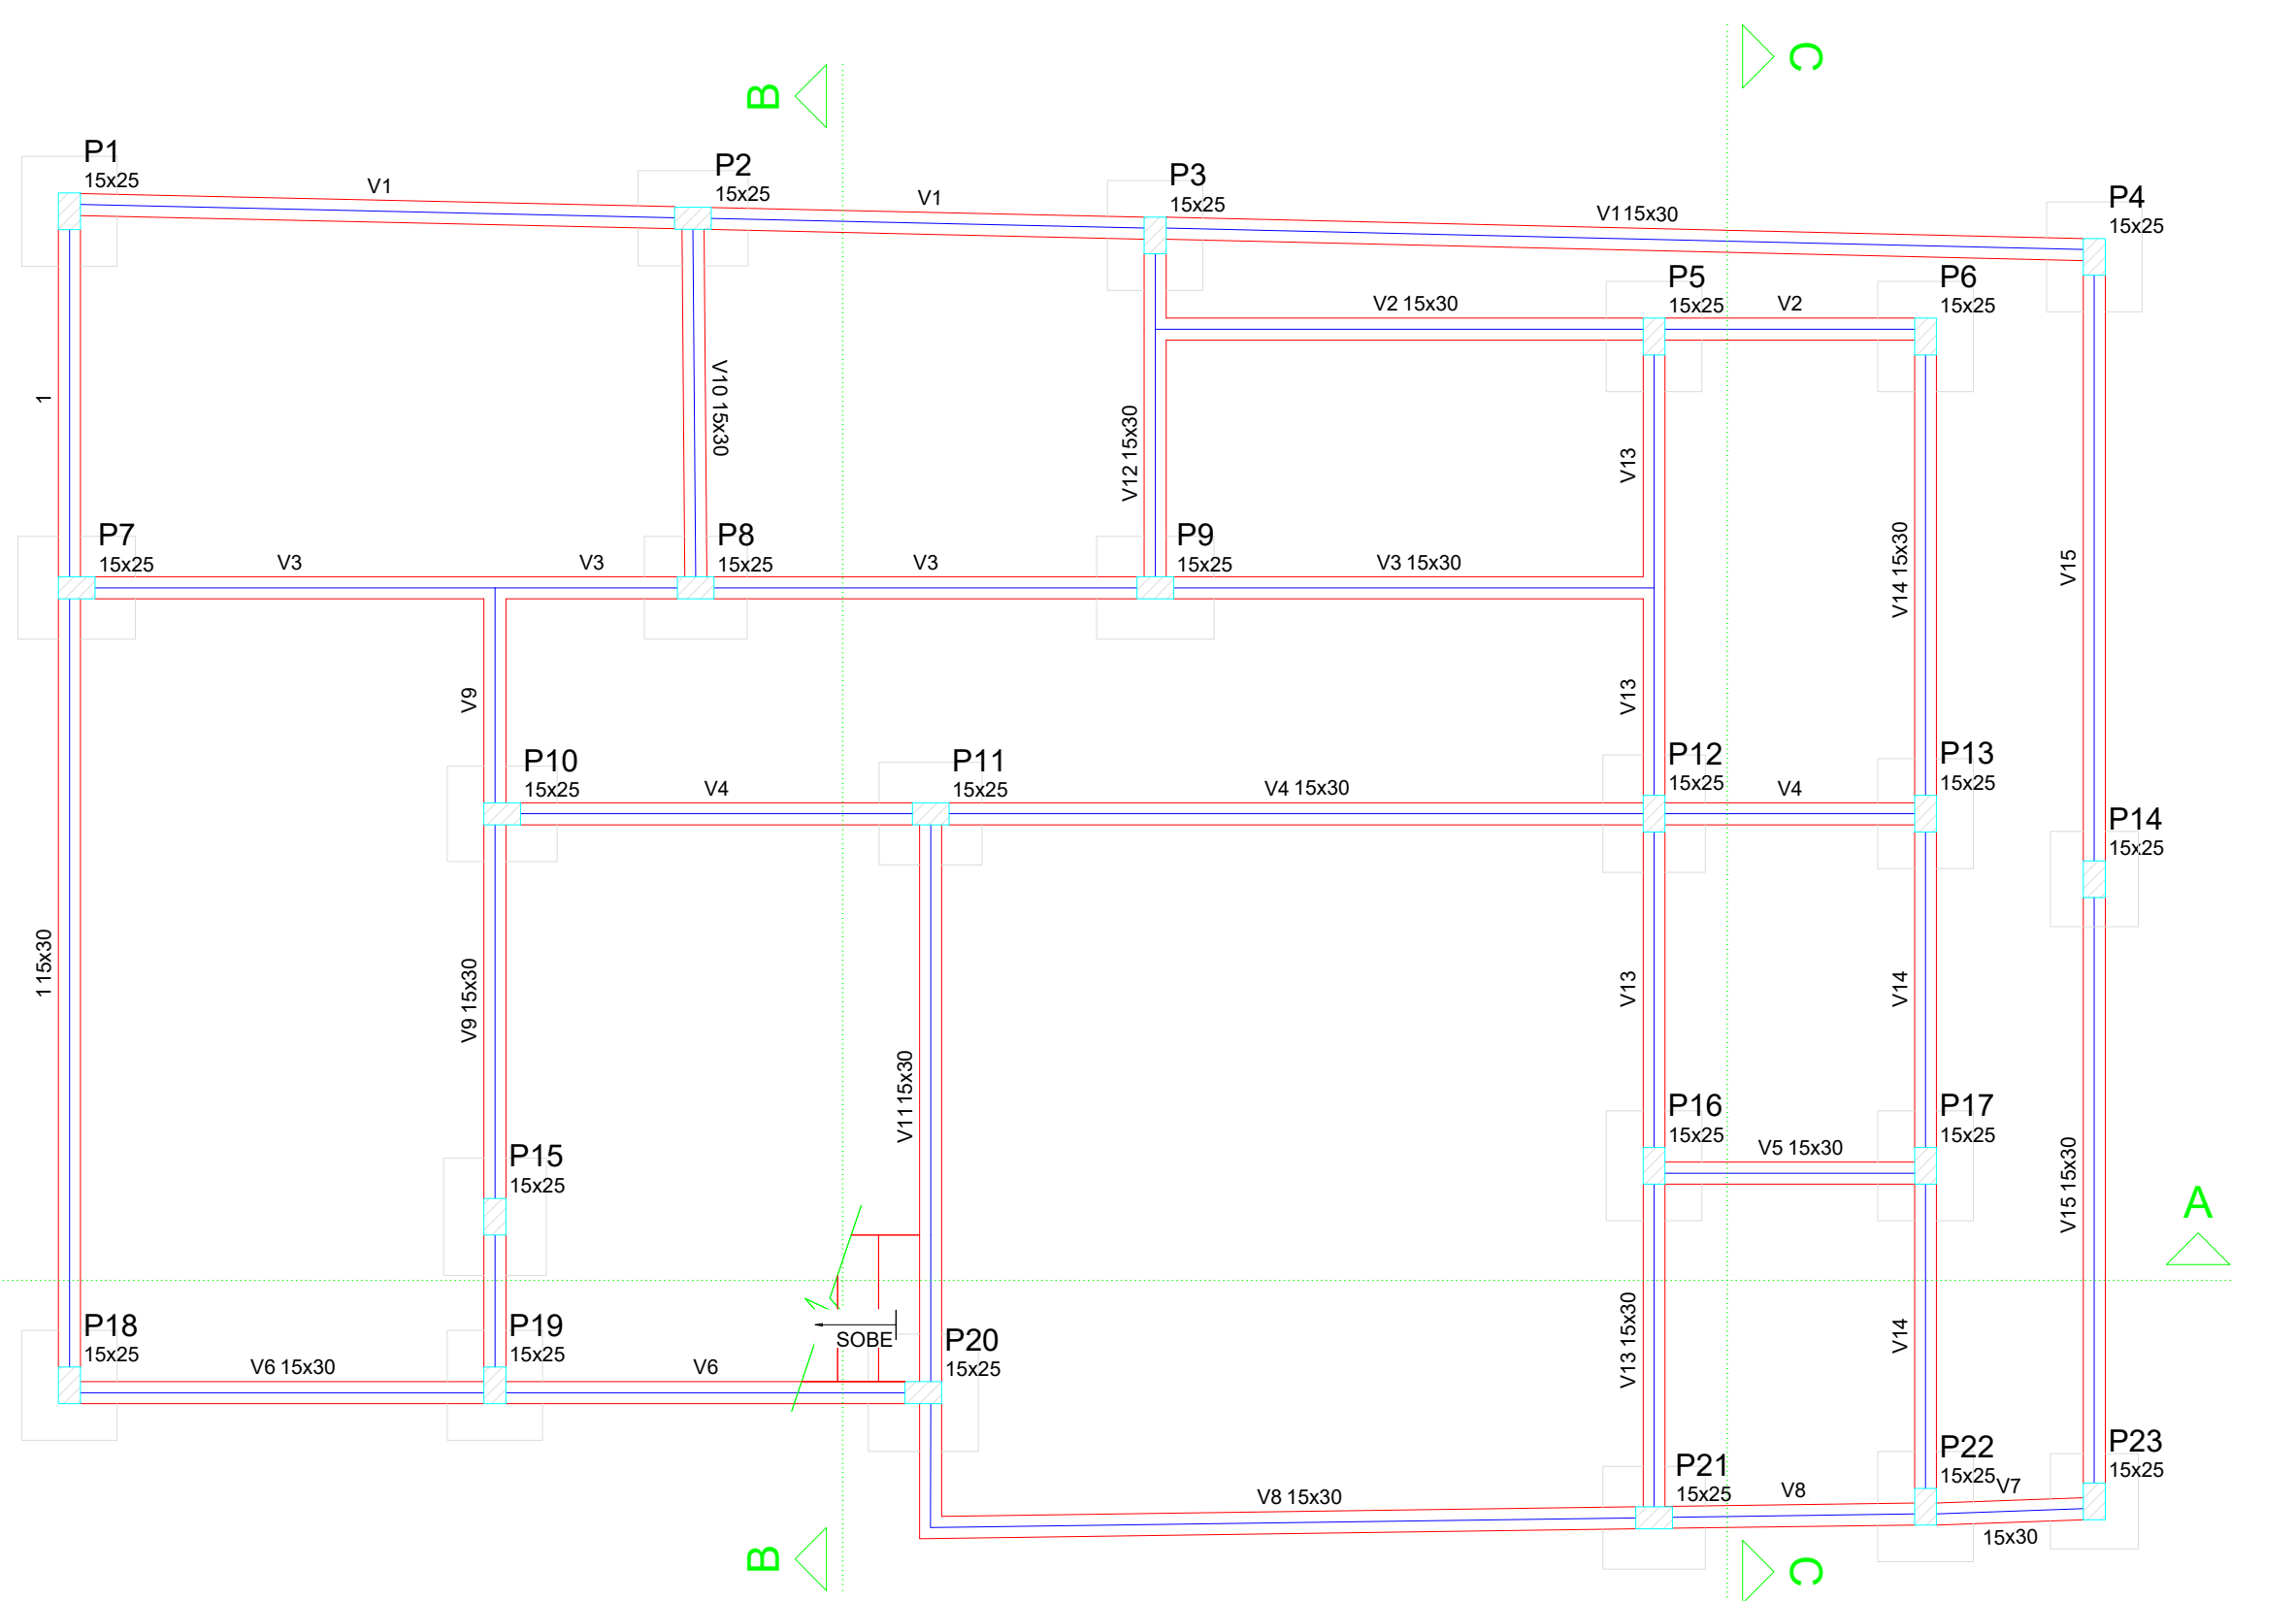 C
B
P1
15x25
V1
P2
15x25
V1
P3
15x25
V1 15x30
P4
15x25
V2 15x30
P5
15x25
V2
P6
15x25
1
V10 15x30
V12 15x30
V13
V14 15x30
V15
P7
15x25
V3
V3
P8
15x25
V3
P9
15x25
V3 15x30
V9
V13
P10
15x25
V4
P11
15x25
V4 15x30
P12
15x25
V4
P13
15x25
P14
15x25
1 15x30
V9 15x30
V11 15x30
V13
V14
P15
15x25
P16
15x25
V5 15x30
P17
15x25
V15 15x30
A
P18
15x25
V6 15x30
P19
15x25
V6
SOBE
P20
15x25
V13 15x30
V14
V8 15x30
P21
15x25
V8
P22
15x25
V7
15x30
P23
15x25
B
C